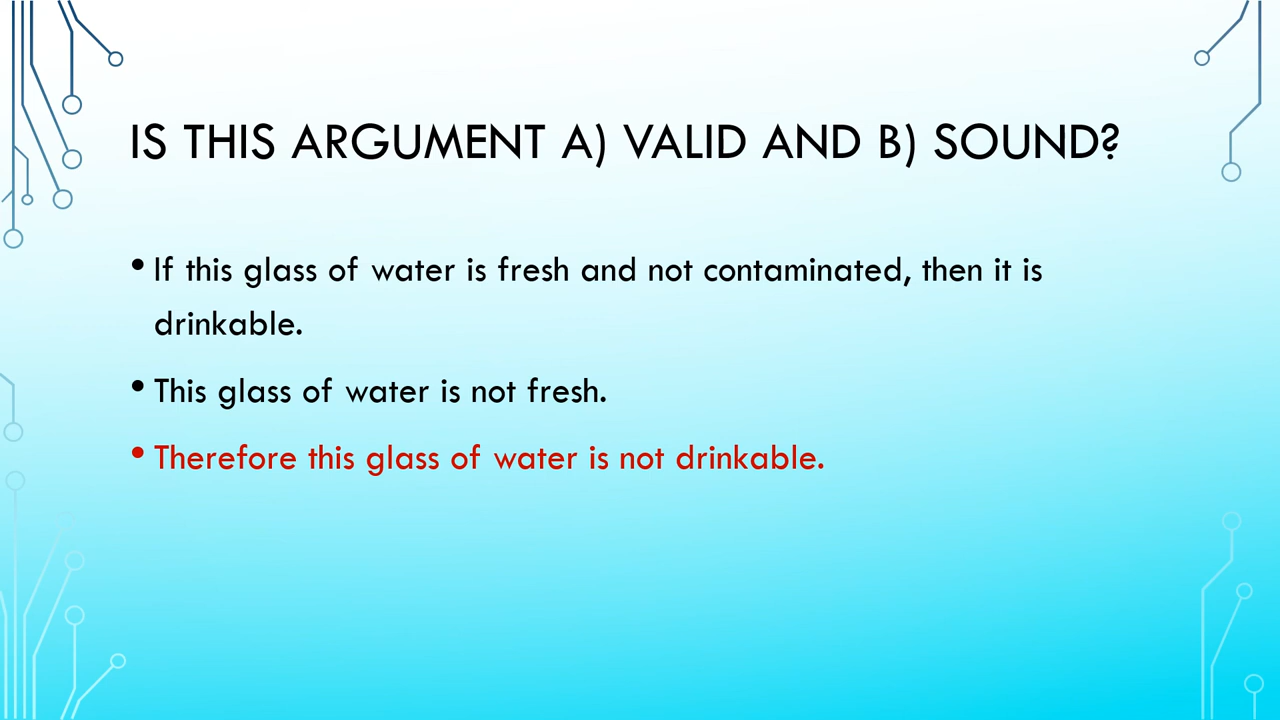 IS THIS ARGUMENT A) VALID AND B) SOUND?
• If this glass of water is fresh and not contaminated, then it is
drinkable.
• This glass of water is not fresh.
• Therefore this glass of water is not drinkable.